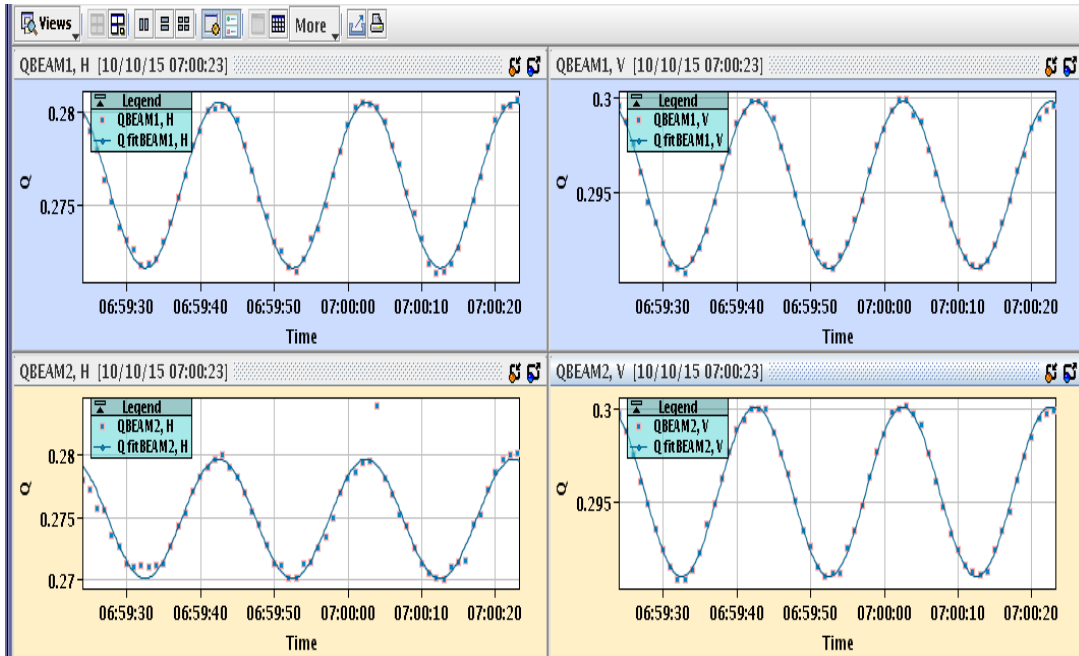 Views More
QBEAM1, H [10/10/15 07:00:23]
Legend
QBEAM1, H
Q fitBEAM1, H
0.28
0.275
Q
06:59:30 06:59:40 06:59:50 07:00:00 07:00:10 07:00:20
Time
QBEAM1, V [10/10/15 07:00:23]
Legend
QBEAM1, V
Q fitBEAM1, V
0.3
0.295
Q
06:59:30 06:59:40 06:59:50 07:00:00 07:00:10 07:00:20
Time
QBEAM2, H [10/10/15 07:00:23]
Legend
QBEAM2, H
Q fitBEAM2, H
0.28
0.275
0.27
Q
06:59:30 06:59:40 06:59:50 07:00:00 07:00:10 07:00:20
Time
QBEAM2, V [10/10/15 07:00:23]
Legend
QBEAM2, V
Q fitBEAM2, V
0.3
0.295
Q
06:59:30 06:59:40 06:59:50 07:00:00 07:00:10 07:00:20
Time